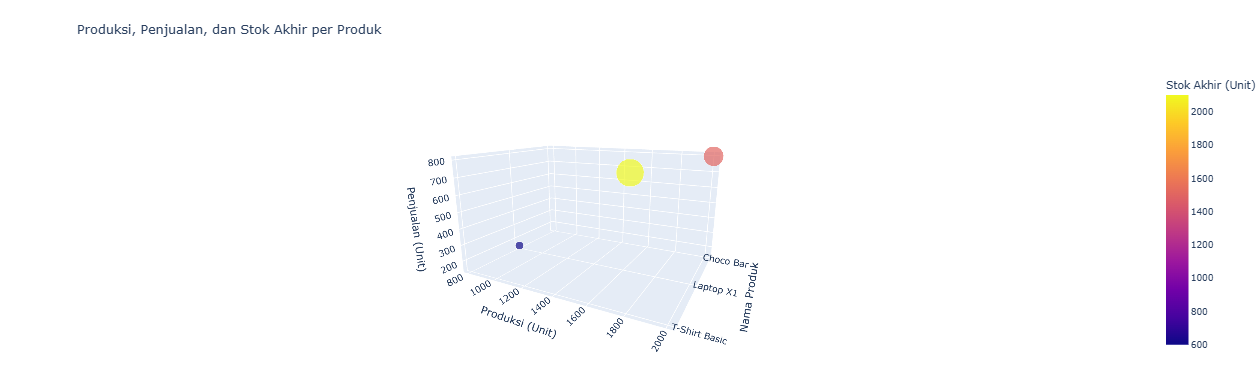 Produksi, Penjualan, dan Stok Akhir per Produk
Stok Akhir (Unit)
2000
1800
1600
1400
1200
1000
800
600
Penjualan (Unit)
800
700
600
500
400
300
200
Produksi (Unit)
800
1000
1200
1400
1600
1800
2000
Nama Produk
Choco Bar
Laptop X1
T-Shirt Basic